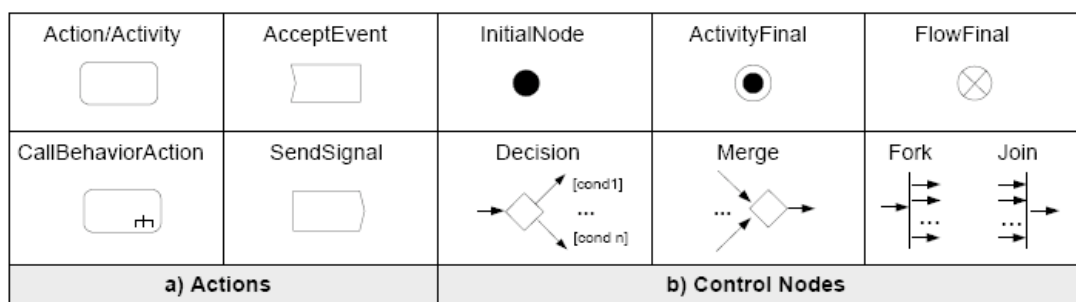 Action/Activity
AcceptEvent
InitialNode
ActivityFinal
FlowFinal
CallBehaviorAction
SendSignal
Decision
[cond1]
...
[cond n]
Merge
...
Fork
...
Join
...
a) Actions
b) Control Nodes